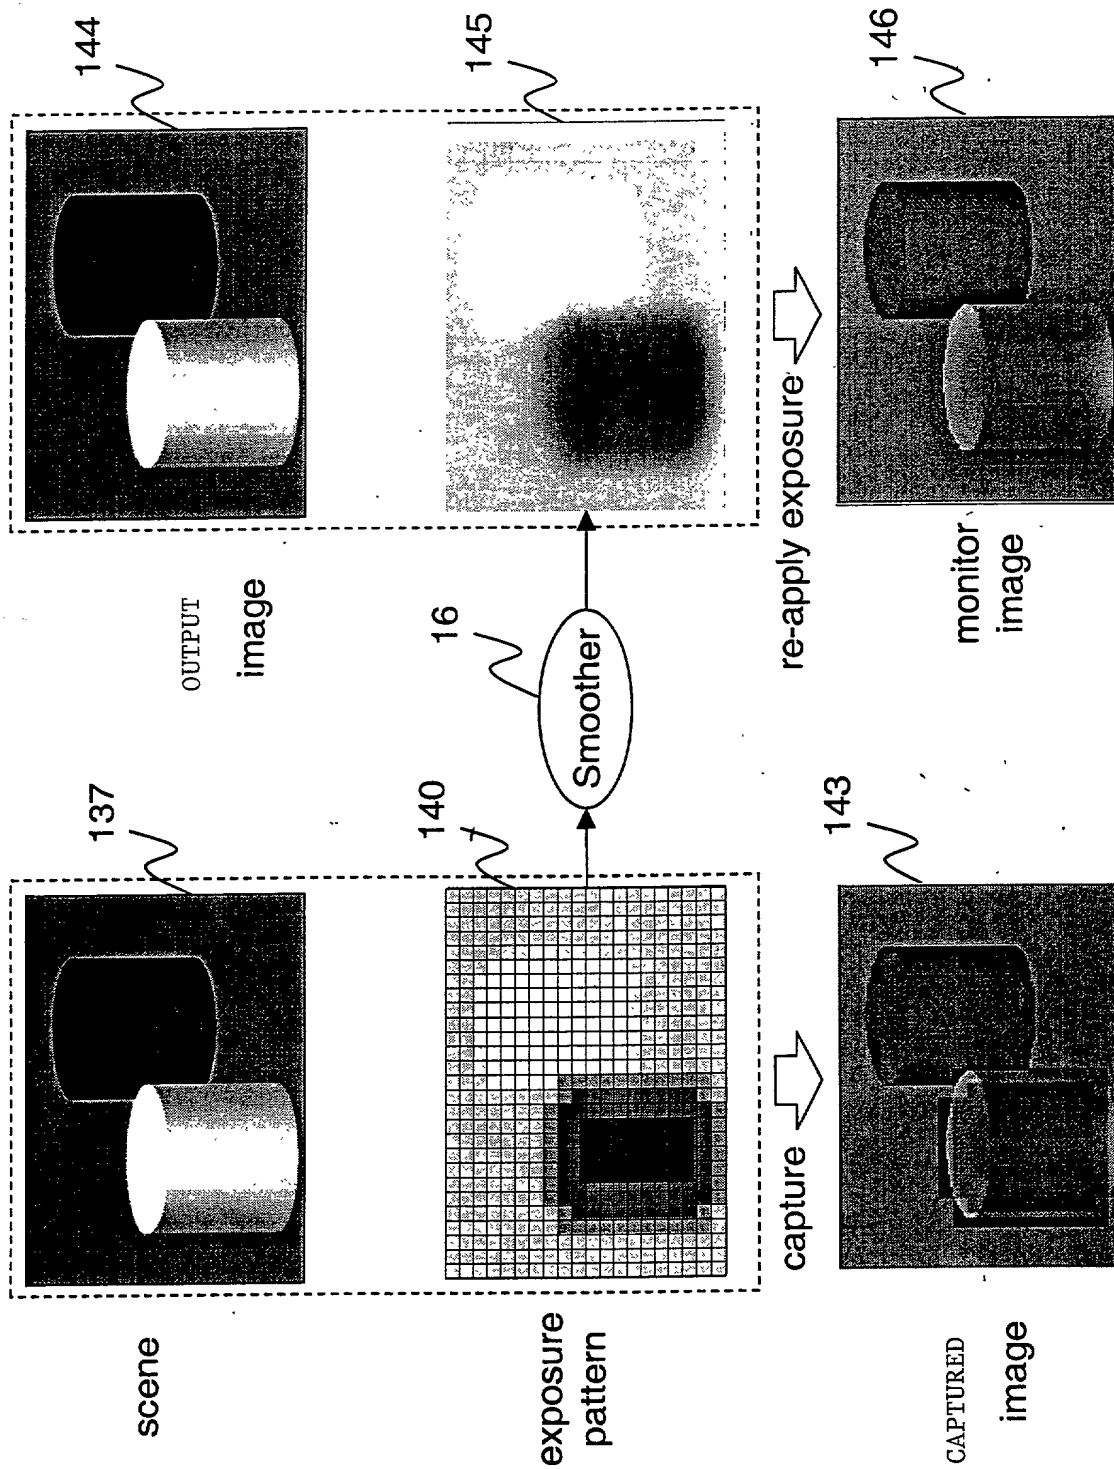 137
144
scene
OUTPUT
image
140
16
145
exposure
pattern
Smoother
capture
re-apply exposure
143
146
CAPTURED
image
monitor
image